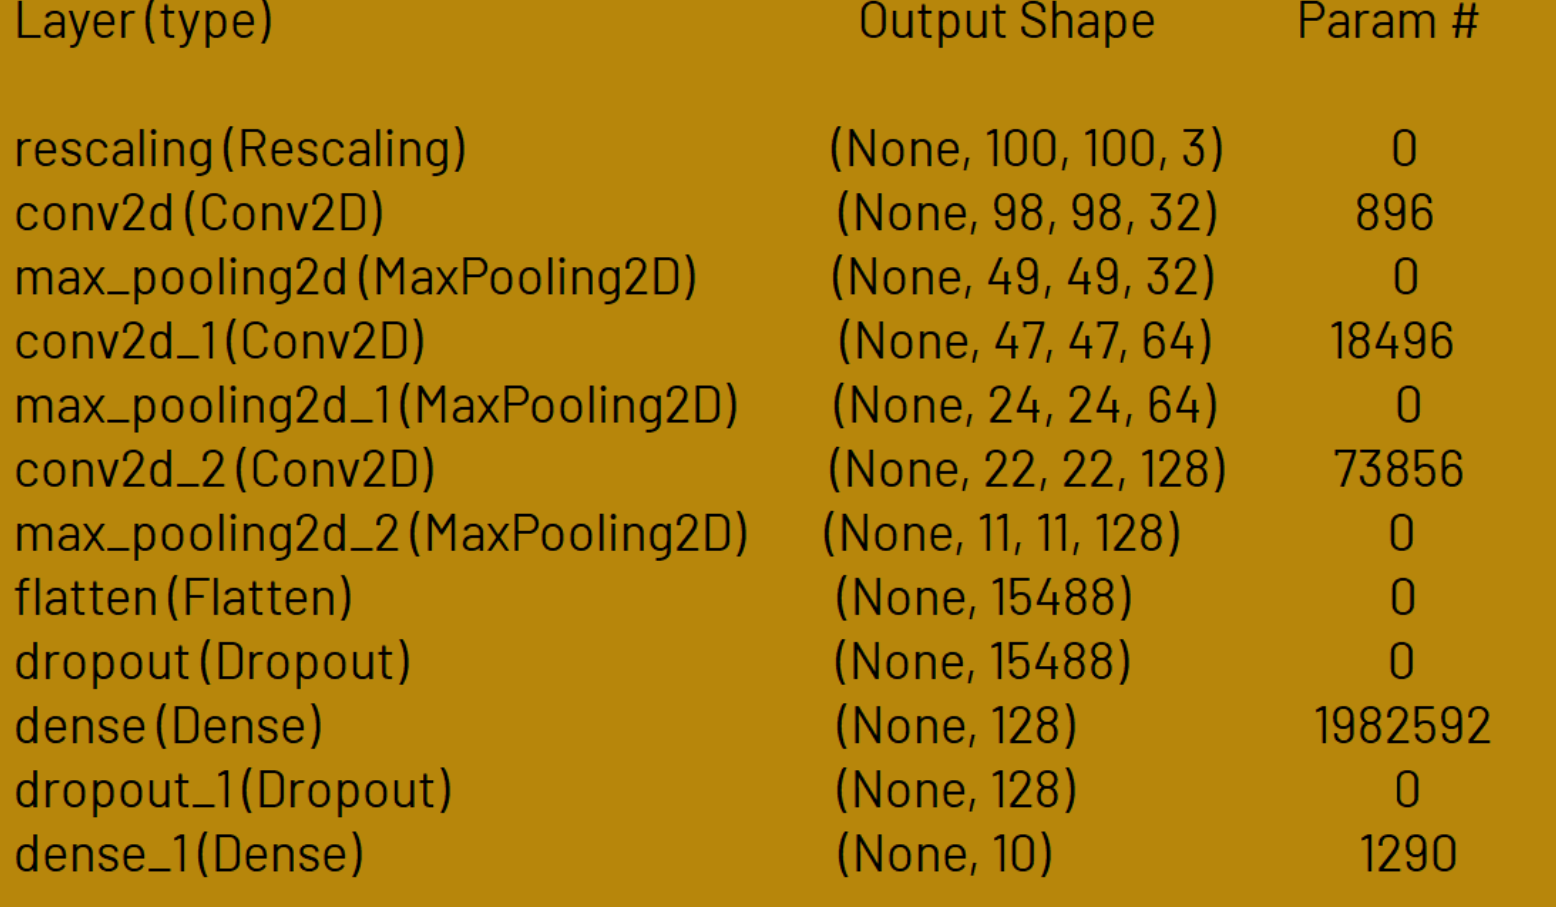 Layer (type) Output Shape Param #
rescaling (Rescaling) (None, 100, 100, 3) 0
conv2d (Conv2D) (None, 98, 98, 32) 896
max_pooling2d (MaxPooling2D) (None, 49, 49, 32) 0
conv2d_1 (Conv2D) (None, 47, 47, 64) 18496
max_pooling2d_1 (MaxPooling2D) (None, 24, 24, 64) 0
conv2d_2 (Conv2D) (None, 22, 22, 128) 73856
max_pooling2d_2 (MaxPooling2D) (None, 11, 11, 128) 0
flatten (Flatten) (None, 15488) 0
dropout (Dropout) (None, 15488) 0
dense (Dense) (None, 128) 1982592
dropout_1 (Dropout) (None, 128) 0
dense_1 (Dense) (None, 10) 1290